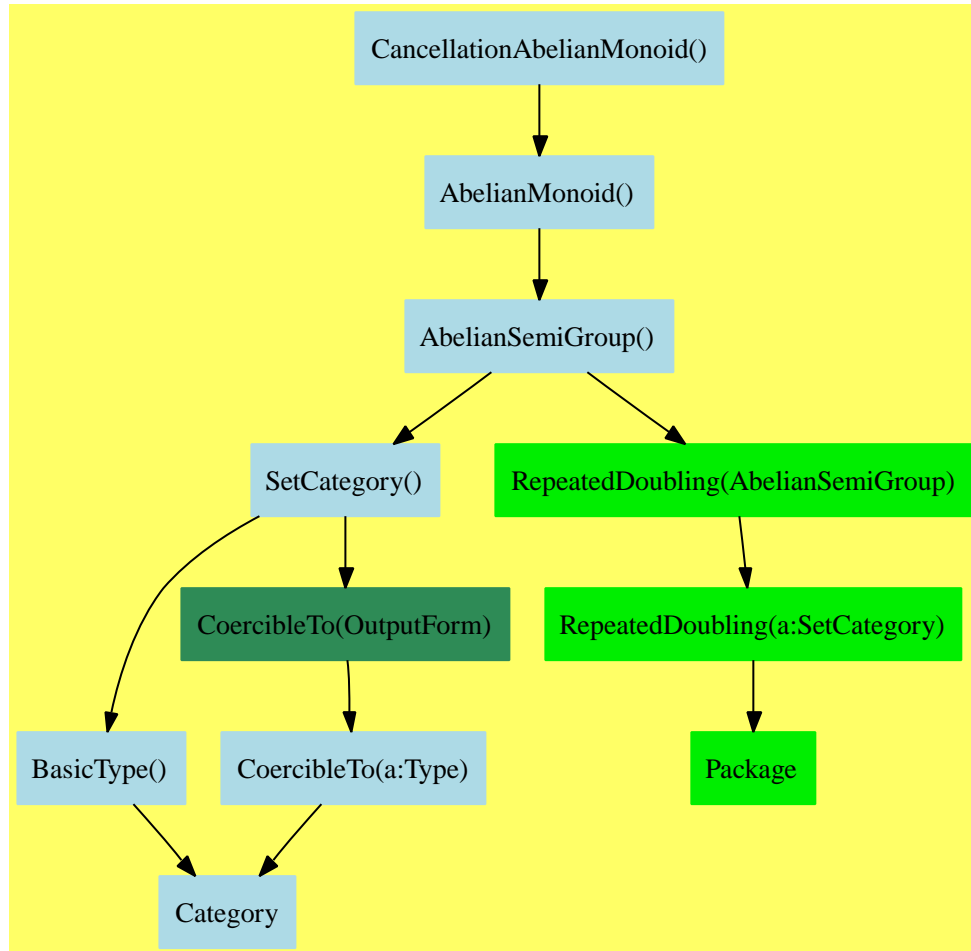 CancellationAbelianMonoid()
AbelianMonoid()
AbelianSemiGroup()
SetCategory()
RepeatedDoubling(AbelianSemiGroup)
CoercibleTo(OutputForm)
RepeatedDoubling(a:SetCategory)
BasicType()
CoercibleTo(a:Type)
Package
Category